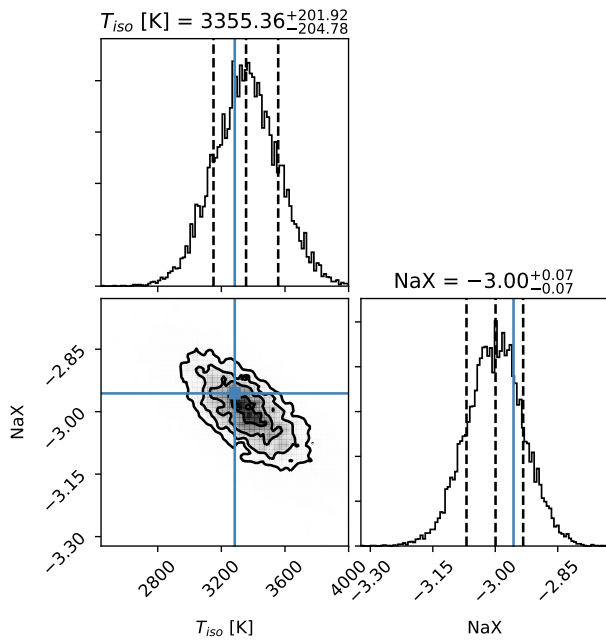 T_iso [K] = 3355.36^{+201.92}_{-204.78}
NaX = −3.00^{+0.07}_{-0.07}
NaX
−2.85
−3.00
−3.15
−3.30
2800
3200
3600
4000
T_iso [K]
−3.30
−3.15
−3.00
−2.85
NaX